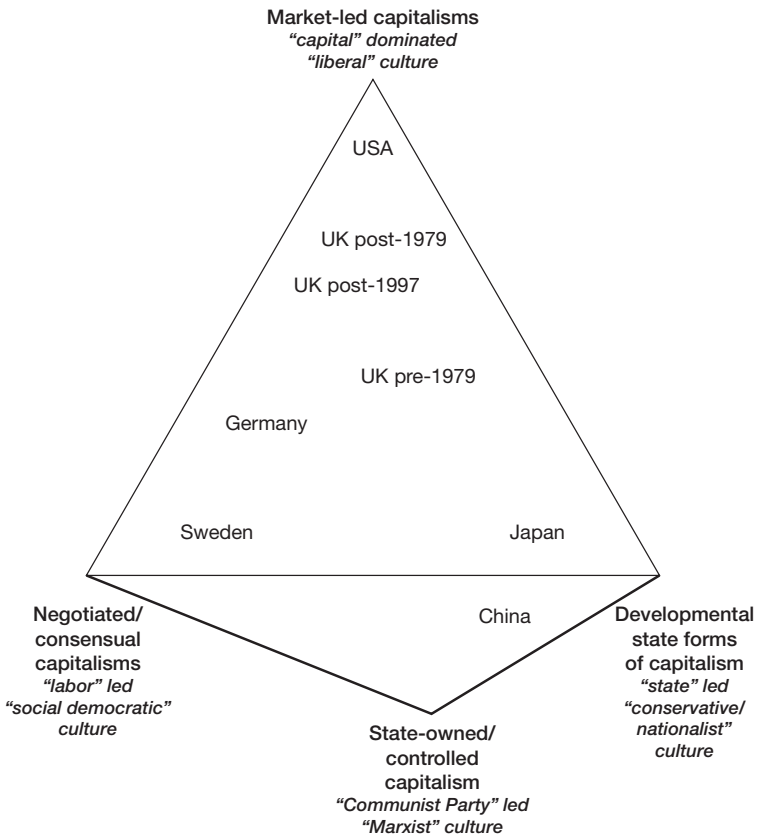 Market-led capitalisms
“capital” dominated
“liberal” culture
USA
UK post-1979
UK post-1997
UK pre-1979
Germany
Sweden
Japan
China
Negotiated/
consensual
capitalisms
“labor” led
“social democratic”
culture
Developmental
state forms
of capitalism
“state” led
“conservative/
nationalist”
culture
State-owned/
controlled
capitalism
“Communist Party” led
“Marxist” culture